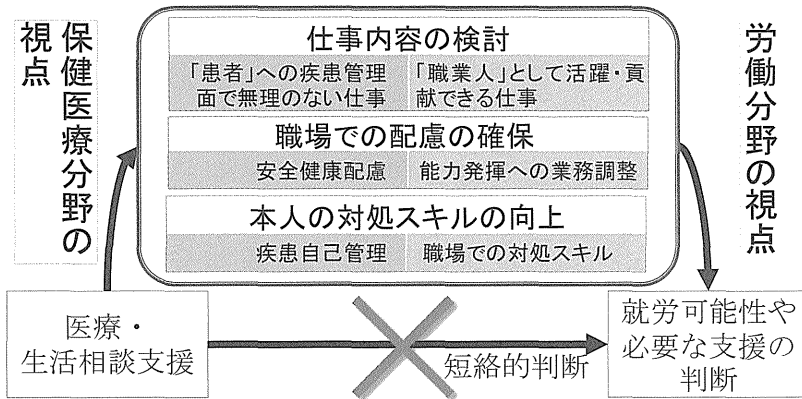 保健医療分野の
視点
仕事内容の検討
「患者」への疾患管理
面で無理のない仕事
「職業人」として活躍・貢
献できる仕事
職場での配慮の確保
安全健康配慮
能力発揮への業務調整
本人の対処スキルの向上
疾患自己管理
職場での対処スキル
労働分野の視点
医療・
生活相談支援
短絡的判断
就労可能性や
必要な支援の
判断